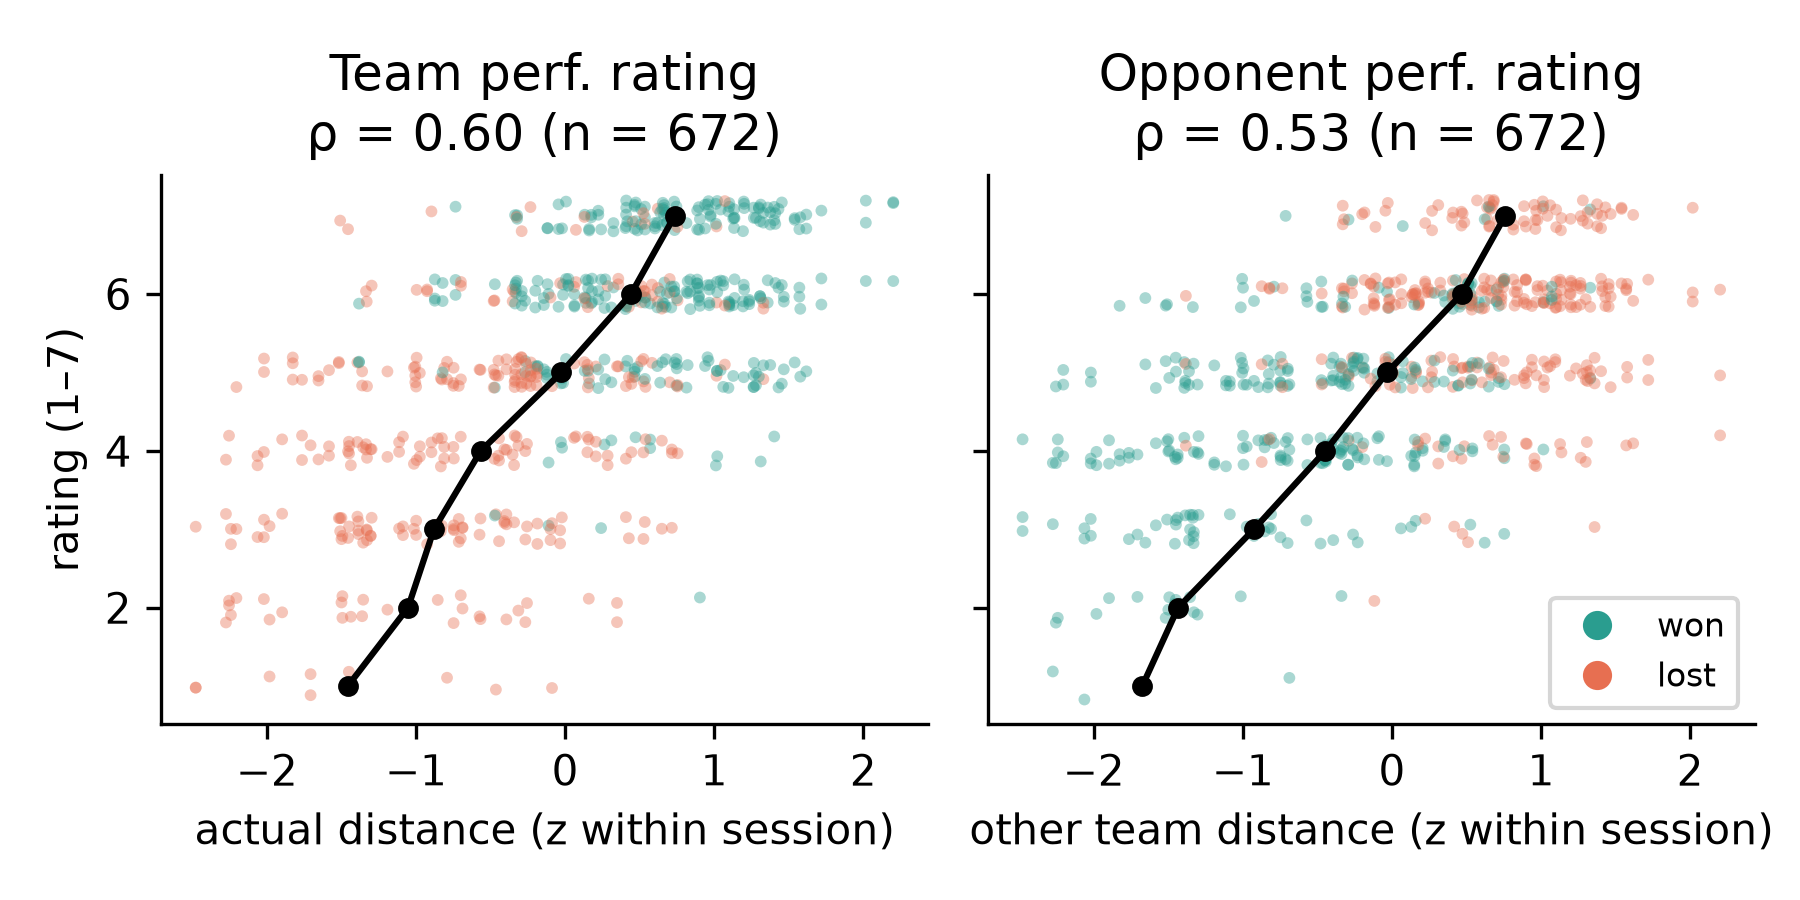 Team perf. rating
ρ = 0.60 (n = 672)
Opponent perf. rating
ρ = 0.53 (n = 672)
rating (1–7)
6
4
2
−2 −1 0 1 2
actual distance (z within session)
−2 −1 0 1 2
other team distance (z within session)
won
lost